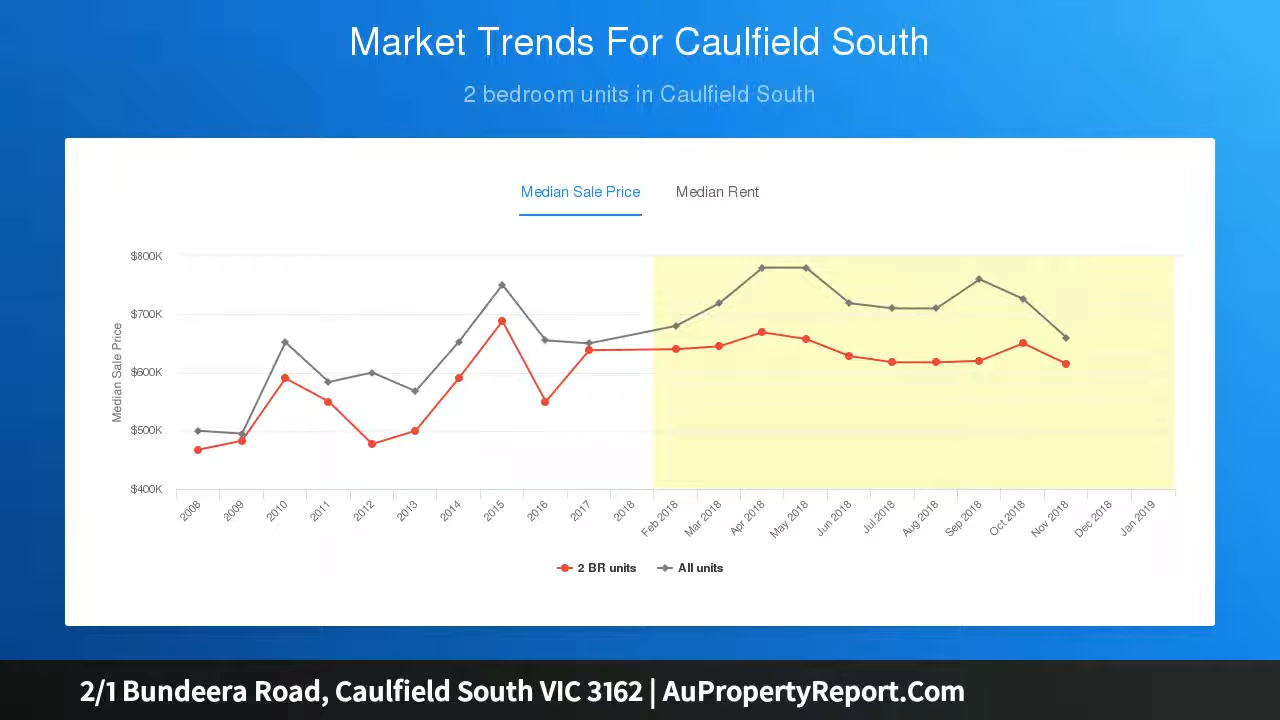 Market Trends For Caulfield South
2 bedroom units in Caulfield South
Median Sale Price Median Rent
$800K
$700K
$600K
$500K
$400K
Median Sale Price
2008 2009 2010 2011 2012 2013 2014 2015 2016 2017 2018 Feb 2018 Mar 2018 Apr 2018 May 2018 Jun 2018 Jul 2018 Aug 2018 Sep 2018 Oct 2018 Nov 2018 Dec 2018 Jan 2019
2 BR units All units
2/1 Bundeera Road, Caulfield South VIC 3162 | AuPropertyReport.Com